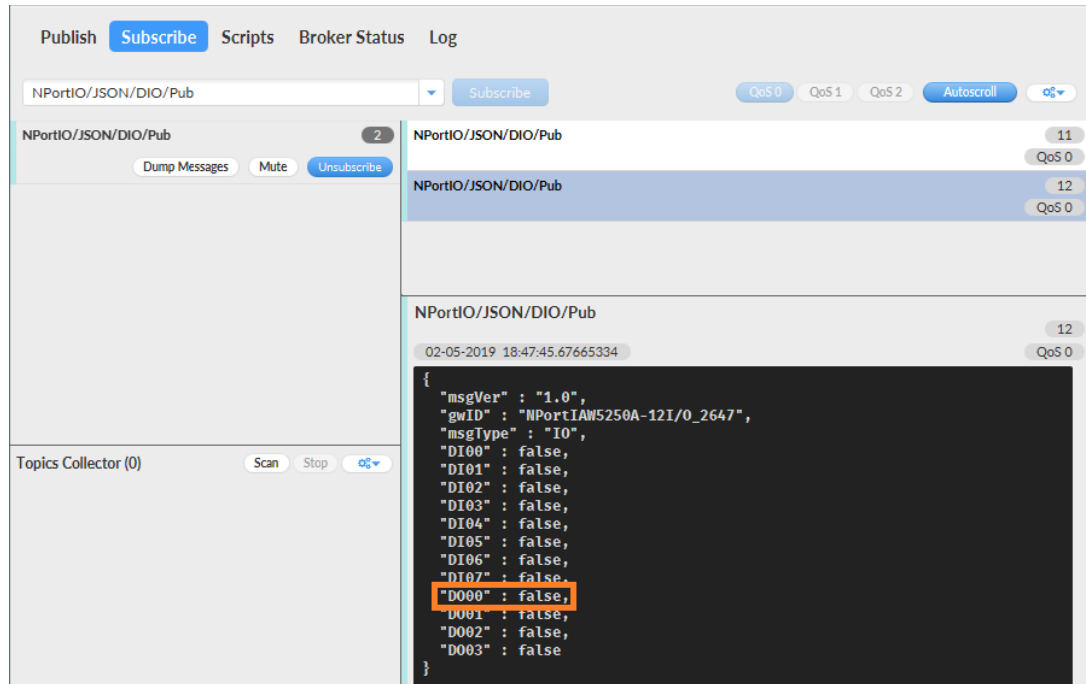 Publish Subscribe Scripts Broker Status Log
NPortIO/JSON/DIO/Pub Subscribe QoS 0 QoS 1 QoS 2 Autoscroll
NPortIO/JSON/DIO/Pub 2
Dump Messages Mute Unsubscribe
NPortIO/JSON/DIO/Pub 11
QoS 0
NPortIO/JSON/DIO/Pub 12
QoS 0
Topics Collector (0) Scan Stop
NPortIO/JSON/DIO/Pub
12
02-05-2019 18:47:45.67665334 QoS 0
{
"msgVer" : "1.0",
"gwID" : "NPortIAW5250A-12I/O_2647",
"msgType" : "IO",
"DI00" : false,
"DI01" : false,
"DI02" : false,
"DI03" : false,
"DI04" : false,
"DI05" : false,
"DI06" : false,
"DI07" : false,
"DO00" : false,
"DO01" : false,
"DO02" : false,
"DO03" : false
}